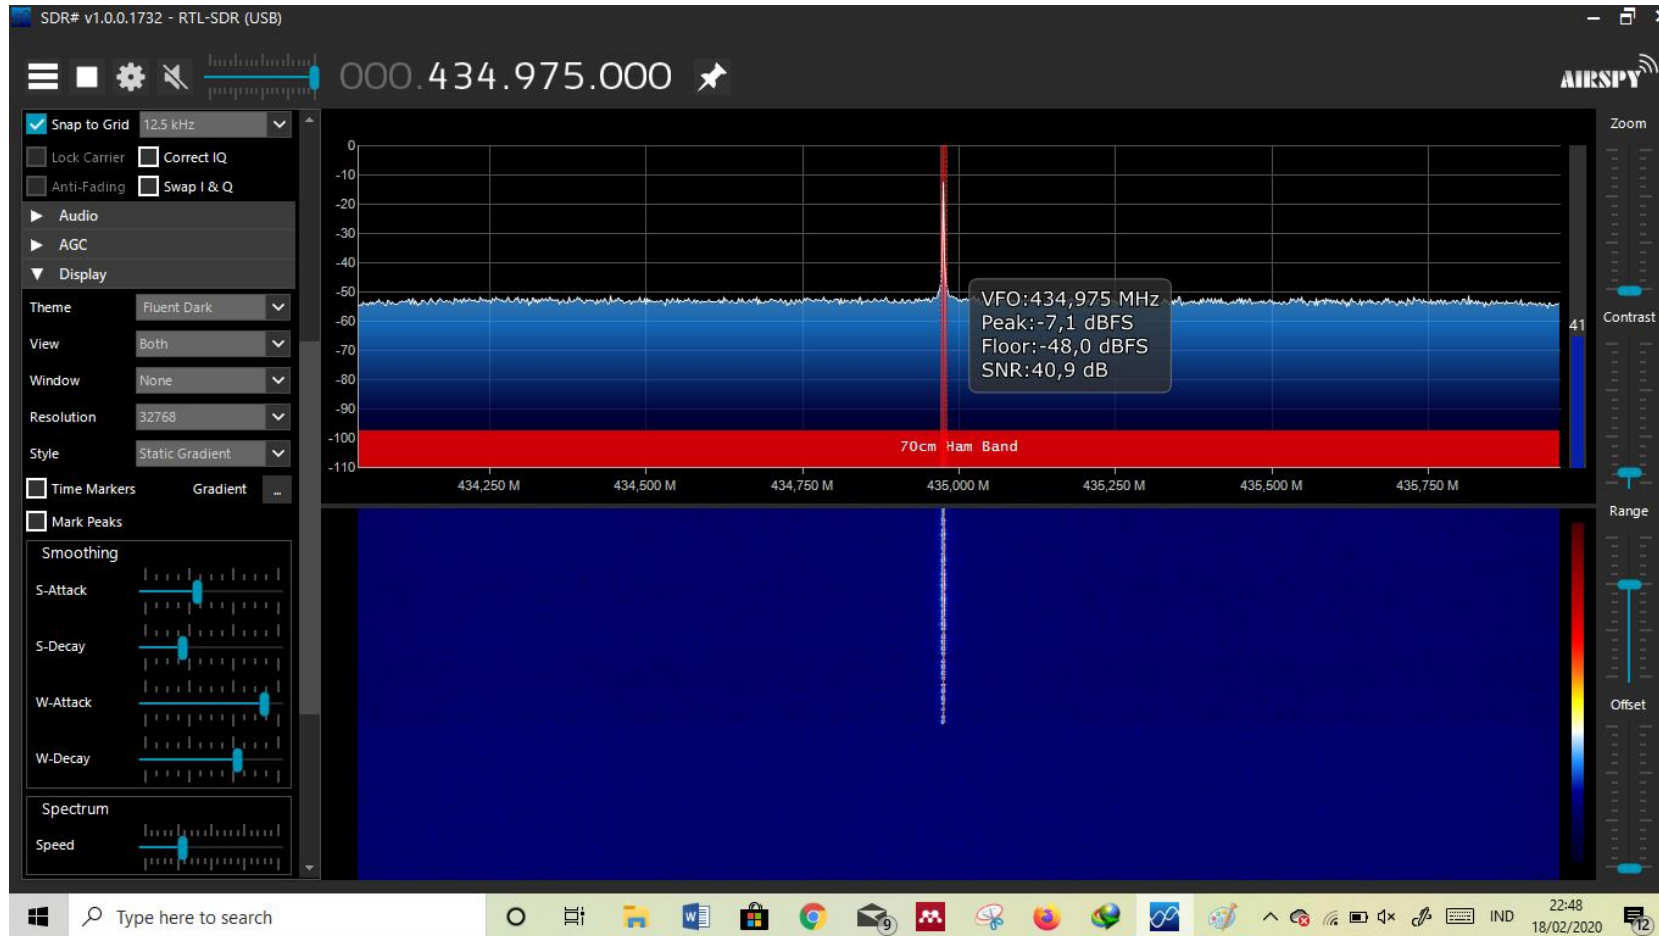 SDR# v1.0.0.1732 - RTL-SDR (USB)
000.434.975.000
AIRSPY
Snap to Grid 12.5 kHz
Lock Carrier Correct IQ
Anti-Fading Swap I & Q
Audio
AGC
Display
Theme Fluent Dark
View Both
Window None
Resolution 32768
Style Static Gradient
Time Markers Gradient ...
Mark Peaks
Smoothing
S-Attack
S-Decay
W-Attack
W-Decay
Spectrum
Speed
0
-10
-20
-30
-40
-50
-60
-70
-80
-90
-100
-110
VFO:434,975 MHz
Peak:-7,1 dBFS
Floor:-48,0 dBFS
SNR:40,9 dB
70cm Ham Band
434,250 M 434,500 M 434,750 M 435,000 M 435,250 M 435,500 M 435,750 M
41
Zoom
Contrast
Range
Offset
Type here to search
9
IND
22:48
18/02/2020
12